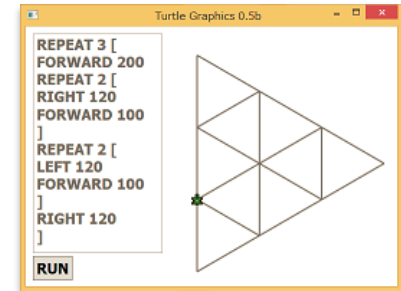 Turtle Graphics 0.5b
REPEAT 3 [
FORWARD 200
REPEAT 2 [
RIGHT 120
FORWARD 100
]
REPEAT 2 [
LEFT 120
FORWARD 100
]
RIGHT 120
]
RUN